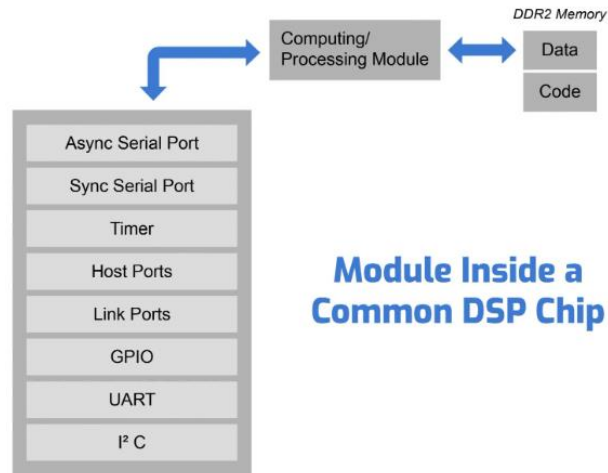 DDR2 Memory
Computing/
Processing Module
Data
Code
Async Serial Port
Sync Serial Port
Timer
Host Ports
Link Ports
GPIO
UART
I² C
Module Inside a
Common DSP Chip